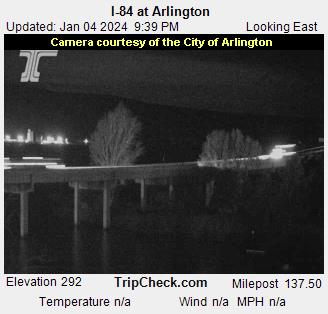 I-84 at Arlington
Updated: Jan 04 2024 9:39 PM Looking East
Camera courtesy of the City of Arlington
Elevation 292 TripCheck.com Milepost 137.50
Temperature n/a Wind n/a MPH n/a